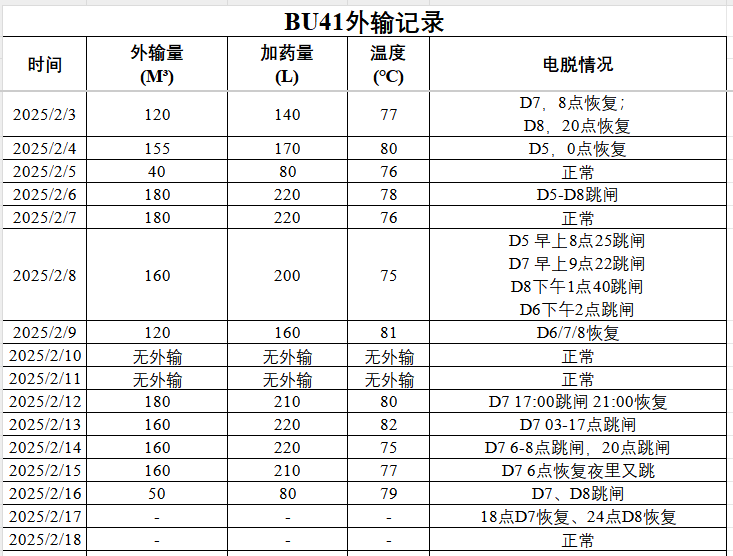 BU41外输记录
时间 外输量 (M³) 加药量 (L) 温度 (℃) 电脱情况
2025/2/3 120 140 77 D7，8点恢复；
D8，20点恢复
2025/2/4 155 170 80 D5，0点恢复
2025/2/5 40 80 76 正常
2025/2/6 180 220 78 D5-D8跳闸
2025/2/7 180 220 76 正常
2025/2/8 160 200 75 D5 早上8点25跳闸
D7 早上9点22跳闸
D8下午1点40跳闸
D6下午2点跳闸
2025/2/9 120 160 81 D6/7/8恢复
2025/2/10 无外输 无外输 无外输 正常
2025/2/11 无外输 无外输 无外输 正常
2025/2/12 180 210 80 D7 17:00跳闸 21:00恢复
2025/2/13 160 220 82 D7 03-17点跳闸
2025/2/14 160 220 75 D7 6-8点跳闸，20点跳闸
2025/2/15 160 210 77 D7 6点恢复夜里又跳
2025/2/16 50 80 79 D7、D8跳闸
2025/2/17 - - - 18点D7恢复、24点D8恢复
2025/2/18 - - - 正常